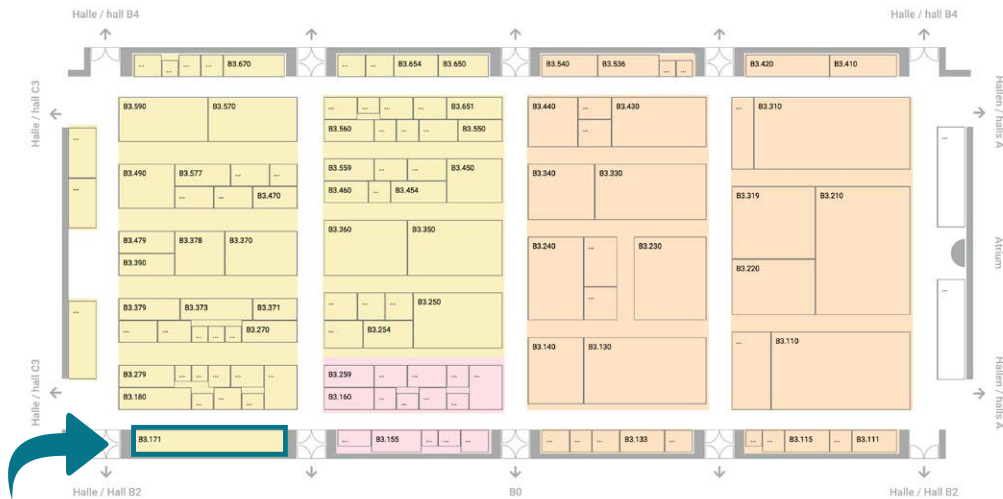 Halle / hall B4
Halle / hall B4
... ... ... ... B3.670
... ... B3.654 B3.650
B3.540 B3.536 ... ...
B3.420 B3.410
Halle / hall C3
Hallen / halls A
B3.590 B3.570
... ... ... ... B3.651
B3.560 ... ... ... B3.550
B3.440 ... B3.430
...
... B3.310
...
...
B3.490 B3.577 ... ...
... ... B3.470
B3.559 ... ... B3.450
B3.460 ... B3.454
B3.340 B3.330
B3.319 B3.210
B3.220
...
B3.479 B3.378 B3.370
B3.390
B3.360 B3.350
B3.240 ... B3.230
...
Atrium
...
...
B3.379 B3.373 B3.371
... ... ... ... ... B3.270
... ... ... B3.250
... B3.254
B3.140 B3.130
... B3.110
Halle / hall C3
Hallen / halls A
B3.279 ... ... ... ... ...
B3.180 ... ... ...
B3.259 ... ... ... ...
B3.160 ... ... ... ...
B3.171
... B3.155 ... ... ...
... ... ... ... B3.133 ...
... ... B3.115 ... B3.111
Halle / Hall B2
B0
Halle / Hall B2